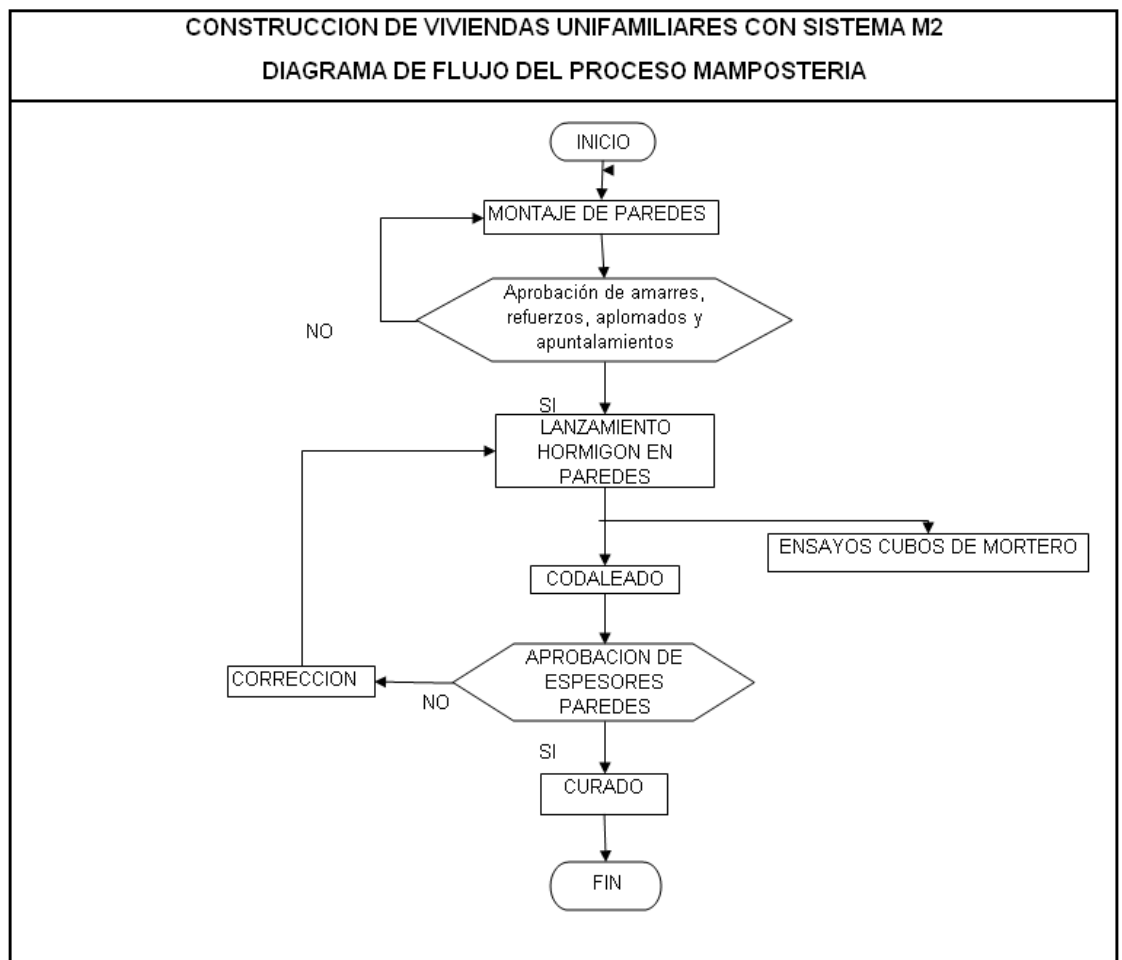 CONSTRUCCION DE VIVIENDAS UNIFAMILIARES CON SISTEMA M2
DIAGRAMA DE FLUJO DEL PROCESO MAMPOSTERIA
INICIO
MONTAJE DE PAREDES
Aprobación de amarres,
refuerzos, aplomados y
apuntalamientos
NO
SI
LANZAMIENTO
HORMIGON EN
PAREDES
ENSAYOS CUBOS DE MORTERO
CODALEADO
APROBACION DE
ESPESORES
PAREDES
CORRECCION
NO
SI
CURADO
FIN